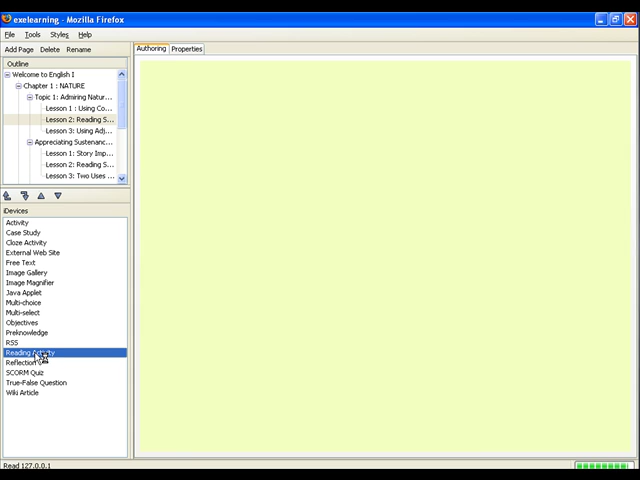 exelearning - Mozilla Firefox
File Tools Styles Help
Add Page Delete Rename
Authoring Properties
Outline
Welcome to English I
Chapter 1 : NATURE
Topic 1: Admiring Natur...
Lesson 1 : Using Co...
Lesson 2: Reading S...
Lesson 3: Using Adj...
Appreciating Sustenanc...
Lesson 1: Story Imp...
Lesson 2: Reading S...
Lesson 3: Two Uses ...
iDevices
Activity
Case Study
Cloze Activity
External Web Site
Free Text
Image Gallery
Image Magnifier
Java Applet
Multi-choice
Multi-select
Objectives
Preknowledge
RSS
Reading Activity
Reflection
SCORM Quiz
True-False Question
Wiki Article
Read 127.0.0.1